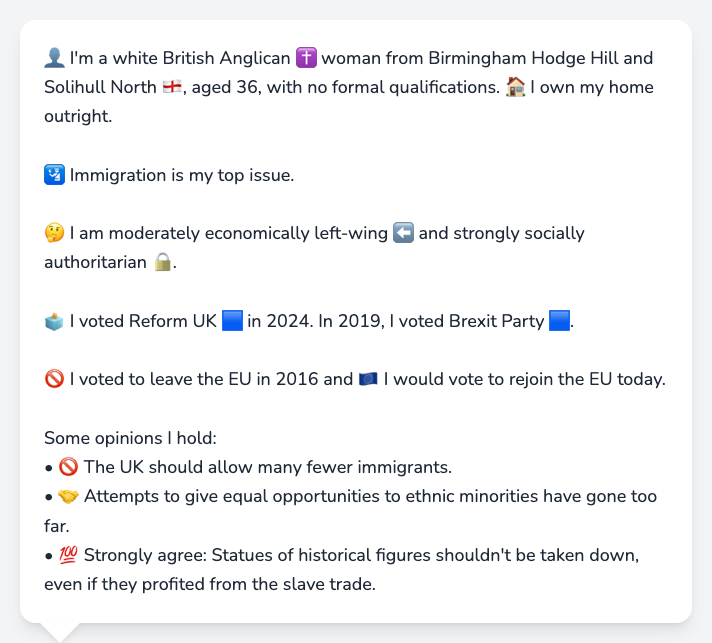 👤 I'm a white British Anglican ✝️ woman from Birmingham Hodge Hill and
Solihull North 🏴󠁧󠁢󠁥󠁮󠁧󠁿, aged 36, with no formal qualifications. 🏠 I own my home
outright.
🛂 Immigration is my top issue.
🤔 I am moderately economically left-wing ⬅️ and strongly socially
authoritarian 🔒.
🗳️ I voted Reform UK 🟦 in 2024. In 2019, I voted Brexit Party 🟦.
🚫 I voted to leave the EU in 2016 and 🇪🇺 I would vote to rejoin the EU today.
Some opinions I hold:
• 🚫 The UK should allow many fewer immigrants.
• 🤝 Attempts to give equal opportunities to ethnic minorities have gone too
far.
• 💯 Strongly agree: Statues of historical figures shouldn't be taken down,
even if they profited from the slave trade.